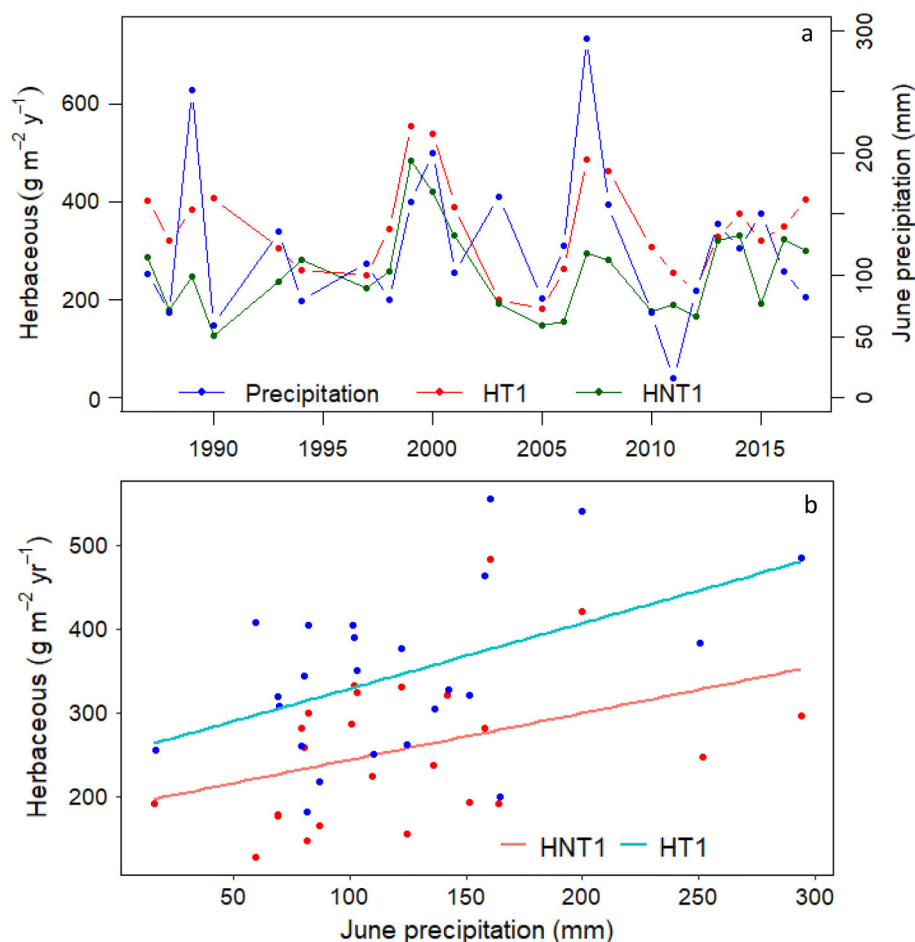 a
Herbaceous (g m⁻² y⁻¹)
600
400
200
0
June precipitation (mm)
300
200
100
50
0
Precipitation HT1 HNT1
1990 1995 2000 2005 2010 2015
b
Herbaceous (g m⁻² yr⁻¹)
500
400
300
200
HNT1 HT1
50 100 150 200 250 300
June precipitation (mm)